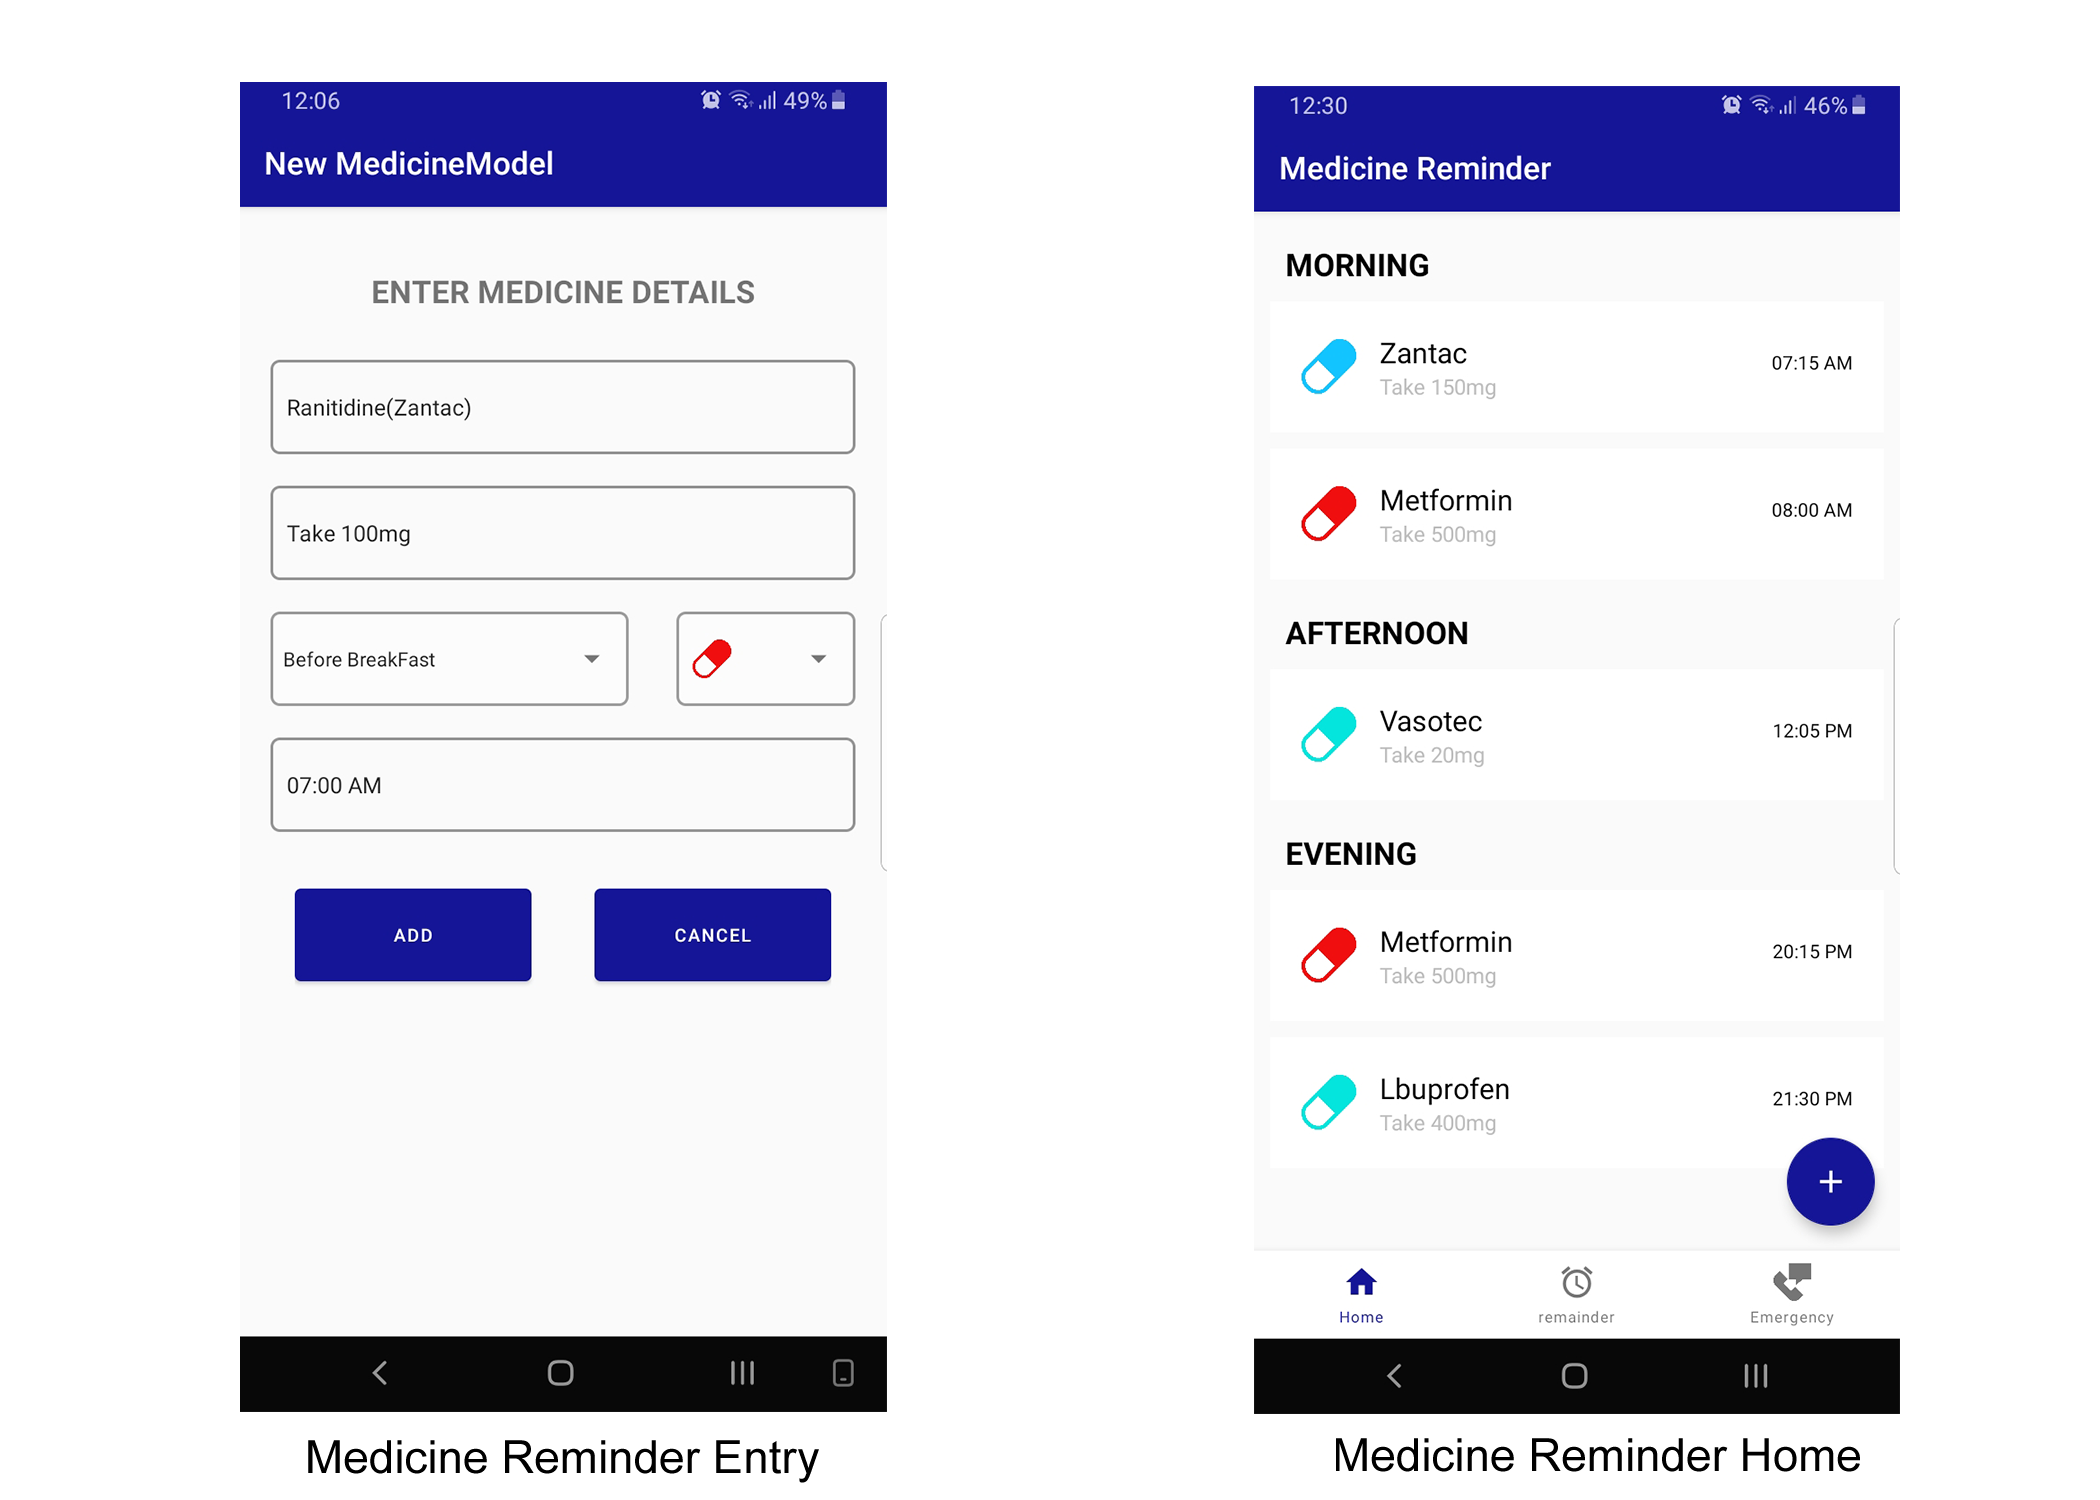 12:06
49%
New MedicineModel
ENTER MEDICINE DETAILS
Ranitidine(Zantac)
Take 100mg
Before BreakFast
07:00 AM
ADD
CANCEL
Medicine Reminder Entry
12:30
46%
Medicine Reminder
MORNING
Zantac
07:15 AM
Take 150mg
Metformin
08:00 AM
Take 500mg
AFTERNOON
Vasotec
12:05 PM
Take 20mg
EVENING
Metformin
20:15 PM
Take 500mg
Lbuprofen
21:30 PM
Take 400mg
+
Home
remainder
Emergency
Medicine Reminder Home